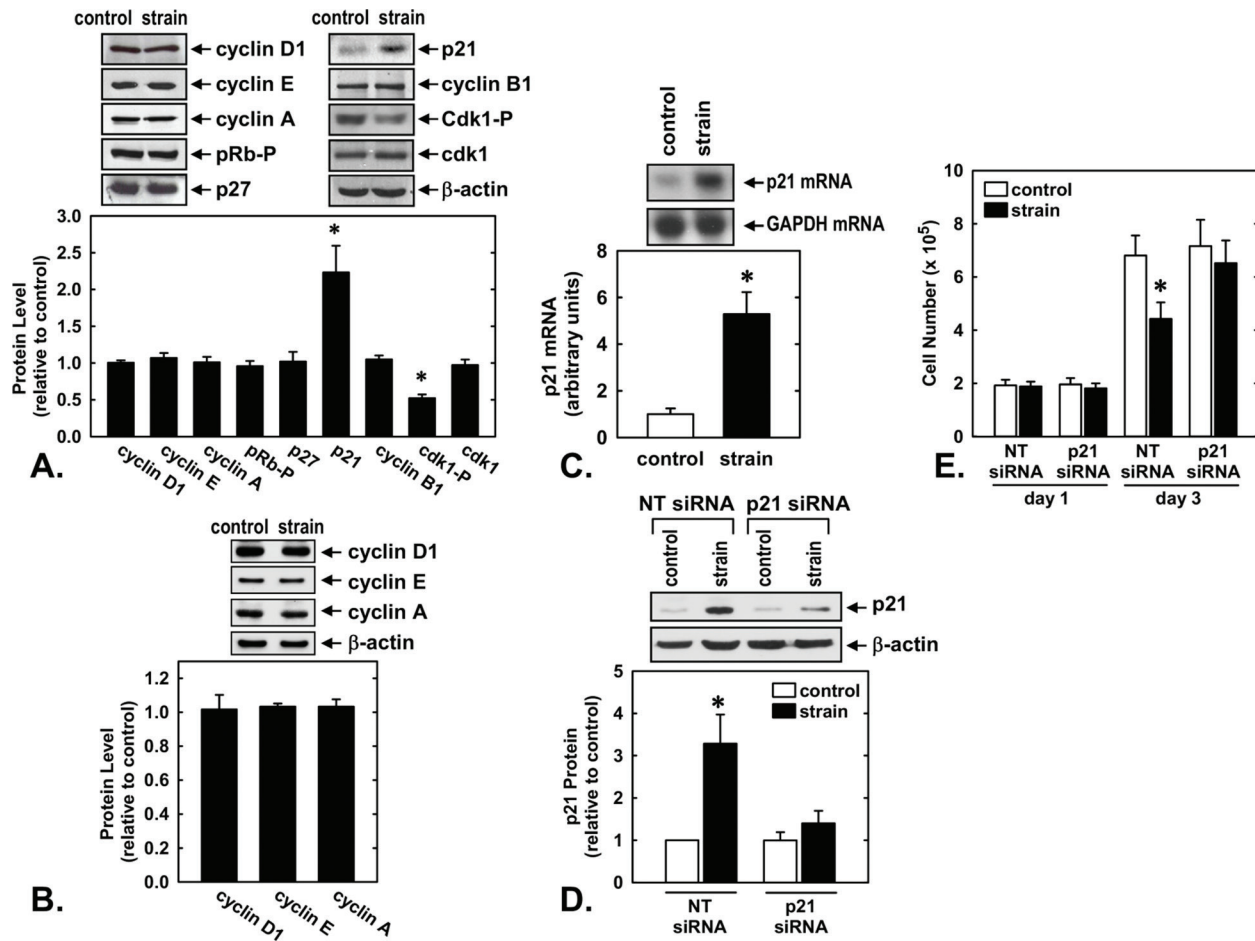 control strain
cyclin D1
cyclin E
cyclin A
pRb-P
p27
control strain
p21
cyclin B1
Cdk1-P
cdk1
β-actin
Protein Level
(relative to control)
3.0
2.5
2.0
1.5
1.0
0.5
0.0
*
*
cyclin D1
cyclin E
cyclin A
pRb-P
p27
p21
cyclin B1
cdk1-P
cdk1
A.
control strain
cyclin D1
cyclin E
cyclin A
β-actin
Protein Level
(relative to control)
1.2
1.0
0.8
0.6
0.4
0.2
0.0
cyclin D1
cyclin E
cyclin A
B.
control
strain
p21 mRNA
GAPDH mRNA
p21 mRNA
(arbitrary units)
8
6
4
2
0
*
control strain
C.
NT siRNA p21 siRNA
control
strain
control
strain
p21
β-actin
p21 Protein
(relative to control)
5
4
3
2
1
0
control
strain
*
NT
siRNA
p21
siRNA
D.
Cell Number (x 10⁵)
10
8
6
4
2
0
control
strain
*
NT
siRNA
p21
siRNA
NT
siRNA
p21
siRNA
day 1
day 3
E.